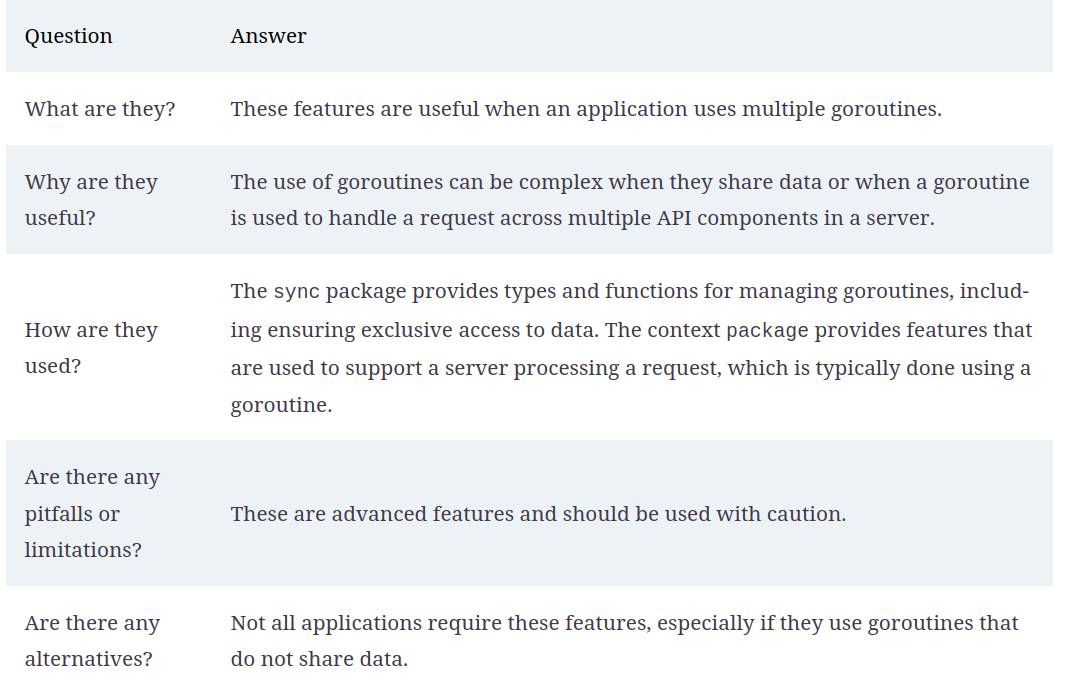 Question Answer
What are they? These features are useful when an application uses multiple goroutines.
Why are they
useful?
The use of goroutines can be complex when they share data or when a goroutine
is used to handle a request across multiple API components in a server.
How are they
used?
The sync package provides types and functions for managing goroutines, includ-
ing ensuring exclusive access to data. The context package provides features that
are used to support a server processing a request, which is typically done using a
goroutine.
Are there any
pitfalls or
limitations?
These are advanced features and should be used with caution.
Are there any
alternatives?
Not all applications require these features, especially if they use goroutines that
do not share data.